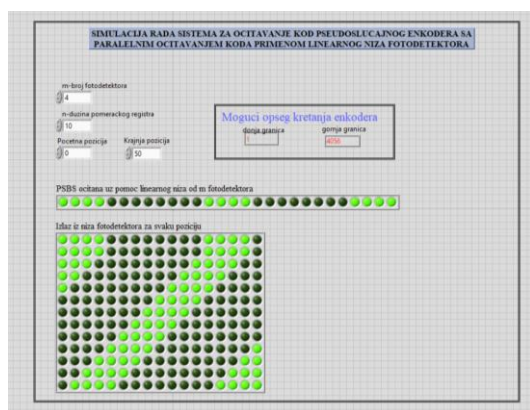 SIMULACIJA RADA SISTEMA ZA OCITAVANJE KOD PSEUDOSLUCAJNOG ENKODERA SA
PARALELNIM OCITAVANJEM KODA PRIMENOM LINEARNOG NIZA FOTODETEKTORA
m-broj fotodetektora
4
n-duzina pomerackog registra
10
Pocetna pozicija Krajnja pozicija
0 50
Moguci opseg kretanja enkodera
donja granica gornja granica
1
PSBS ocitana uz pomoc linearnog niza od m fotodetektora
Izlaz iz niza fotodetektora za svaku poziciju